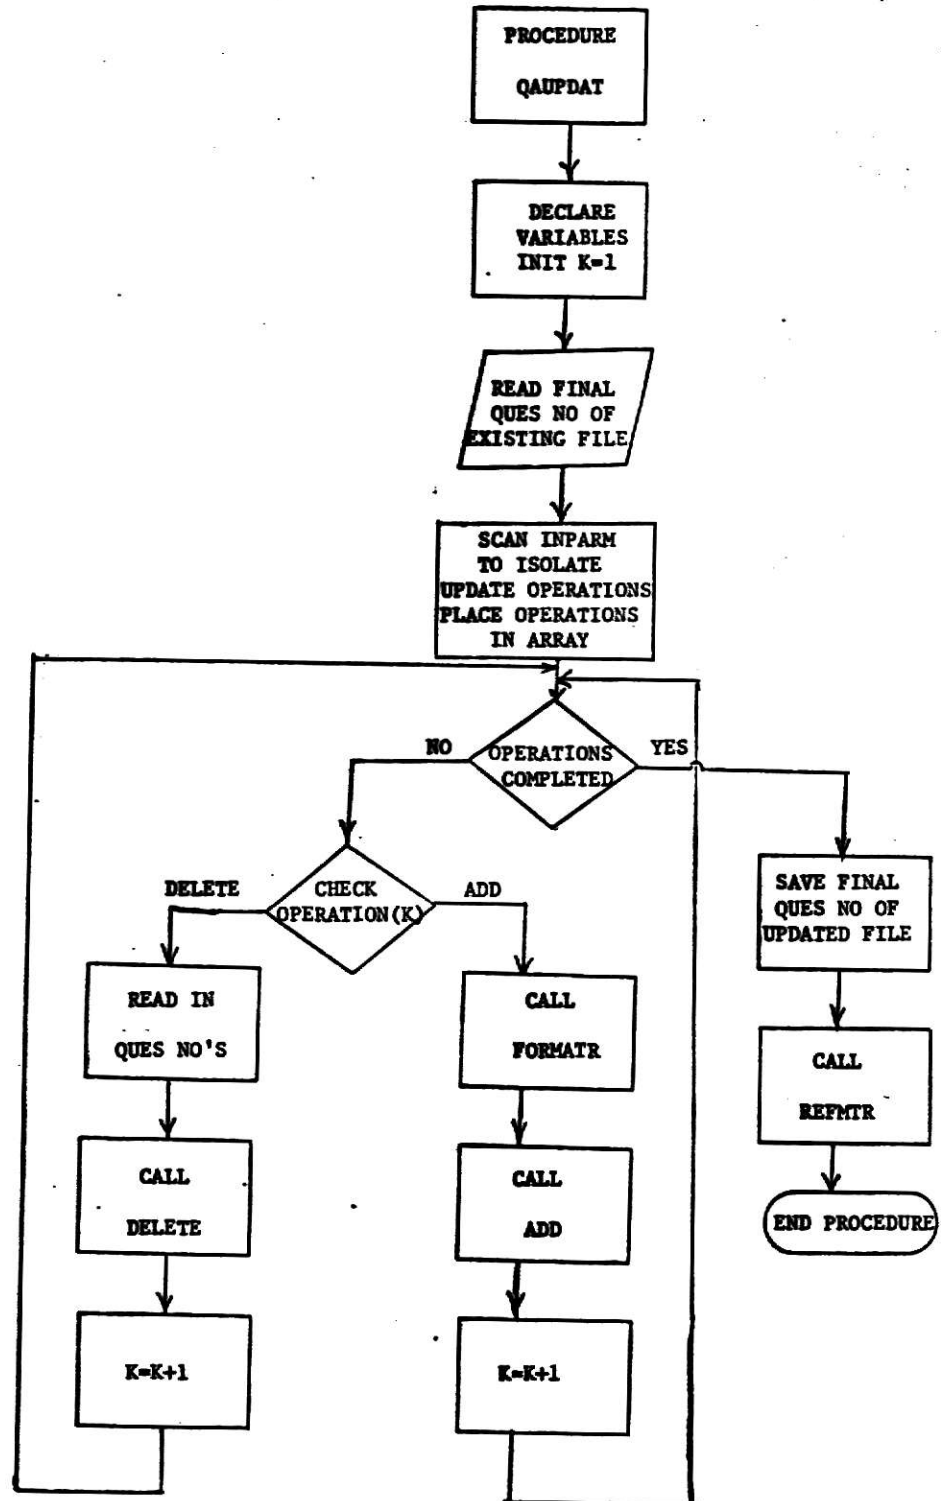 PROCEDURE
QAUPDAT
DECLARE
VARIABLES
INIT K=1
READ FINAL
QUES NO OF
EXISTING FILE
SCAN INPARM
TO ISOLATE
UPDATE OPERATIONS
PLACE OPERATIONS
IN ARRAY
NO
OPERATIONS
COMPLETED
YES
DELETE
CHECK
OPERATION(K)
ADD
SAVE FINAL
QUES NO OF
UPDATED FILE
READ IN
QUES NO'S
CALL
FORMATR
CALL
REFMTR
CALL
DELETE
CALL
ADD
END PROCEDURE
K=K+1
K=K+1